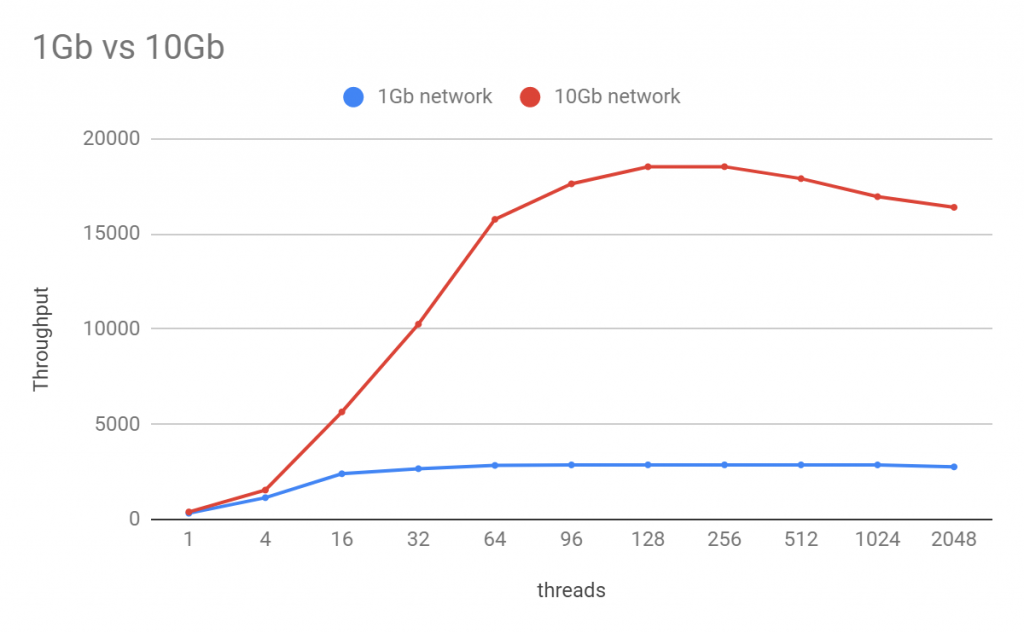 1Gb vs 10Gb
1Gb network 10Gb network
20000
15000
10000
5000
0
Throughput
1 4 16 32 64 96 128 256 512 1024 2048
threads